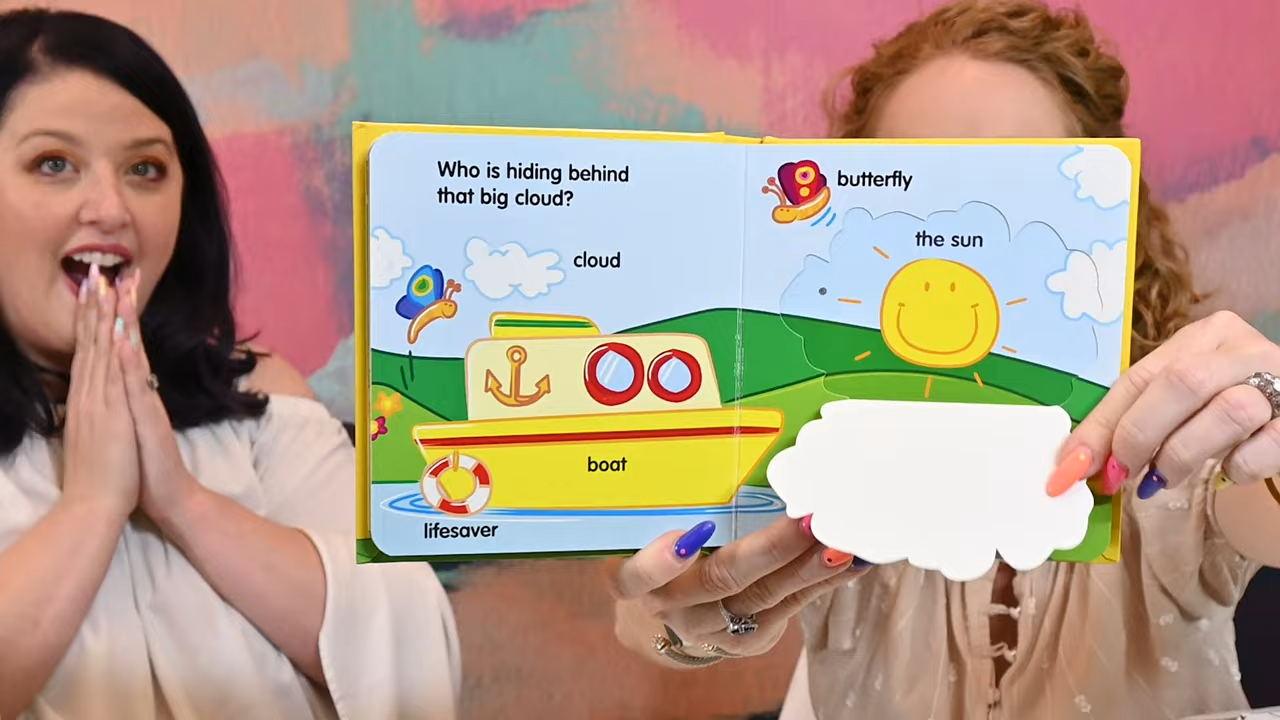 Who is hiding behind
that big cloud?
cloud
boat
lifesaver
butterfly
the sun